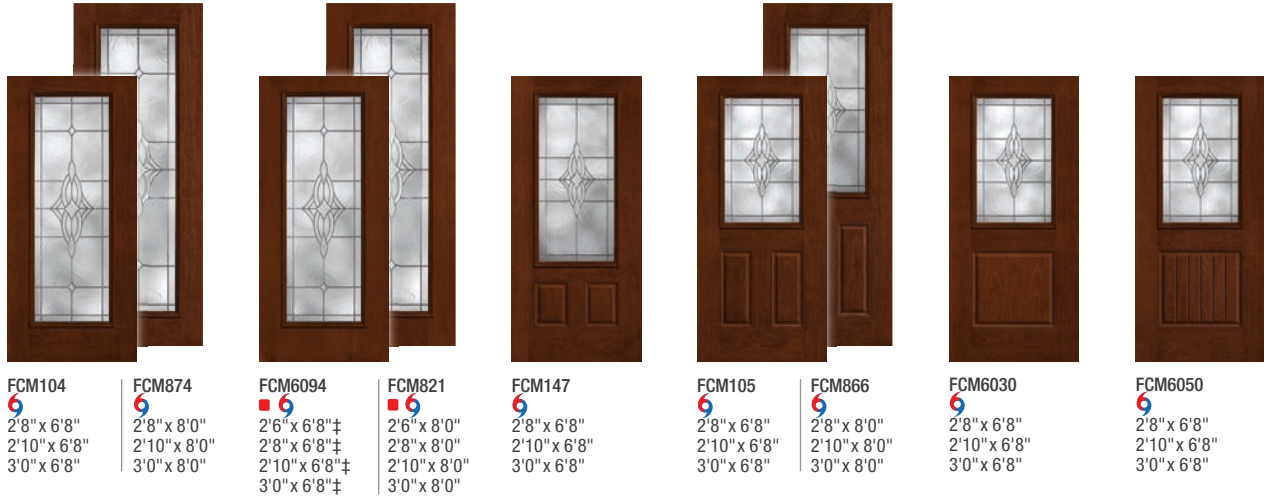 FCM104
2'8" x 6'8"
2'10" x 6'8"
3'0" x 6'8"
FCM874
2'8" x 8'0"
2'10" x 8'0"
3'0" x 8'0"
FCM6094
2'6" x 6'8"‡
2'8" x 6'8"‡
2'10" x 6'8"‡
3'0" x 6'8"‡
FCM821
2'6" x 8'0"
2'8" x 8'0"
2'10" x 8'0"
3'0" x 8'0"
FCM147
2'8" x 6'8"
2'10" x 6'8"
3'0" x 6'8"
FCM105
2'8" x 6'8"
2'10" x 6'8"
3'0" x 6'8"
FCM866
2'8" x 8'0"
2'10" x 8'0"
3'0" x 8'0"
FCM6030
2'8" x 6'8"
2'10" x 6'8"
3'0" x 6'8"
FCM6050
2'8" x 6'8"
2'10" x 6'8"
3'0" x 6'8"